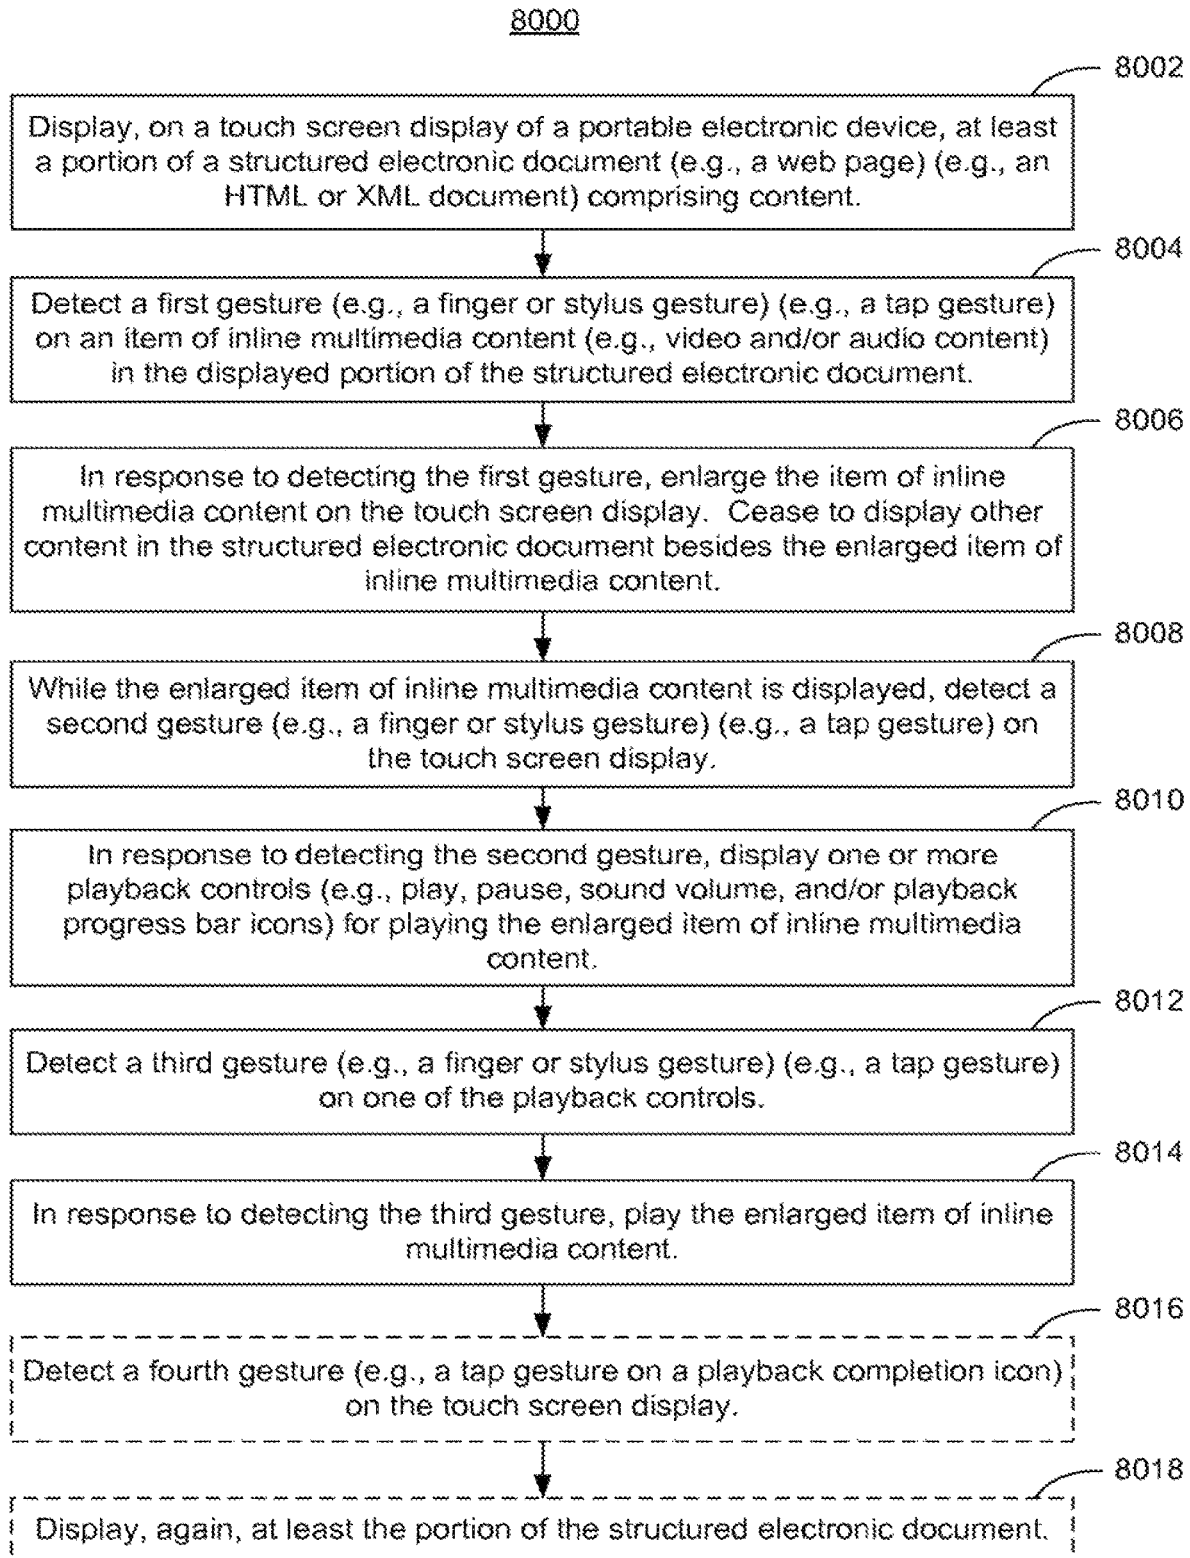 8000
8002
Display, on a touch screen display of a portable electronic device, at least
a portion of a structured electronic document (e.g., a web page) (e.g., an
HTML or XML document) comprising content.
8004
Detect a first gesture (e.g., a finger or stylus gesture) (e.g., a tap gesture)
on an item of inline multimedia content (e.g., video and/or audio content)
in the displayed portion of the structured electronic document.
8006
In response to detecting the first gesture, enlarge the item of inline
multimedia content on the touch screen display. Cease to display other
content in the structured electronic document besides the enlarged item of
inline multimedia content.
8008
While the enlarged item of inline multimedia content is displayed, detect a
second gesture (e.g., a finger or stylus gesture) (e.g., a tap gesture) on
the touch screen display.
8010
In response to detecting the second gesture, display one or more
playback controls (e.g., play, pause, sound volume, and/or playback
progress bar icons) for playing the enlarged item of inline multimedia
content.
8012
Detect a third gesture (e.g., a finger or stylus gesture) (e.g., a tap gesture)
on one of the playback controls.
8014
In response to detecting the third gesture, play the enlarged item of inline
multimedia content.
8016
Detect a fourth gesture (e.g., a tap gesture on a playback completion icon)
on the touch screen display.
8018
Display, again, at least the portion of the structured electronic document.